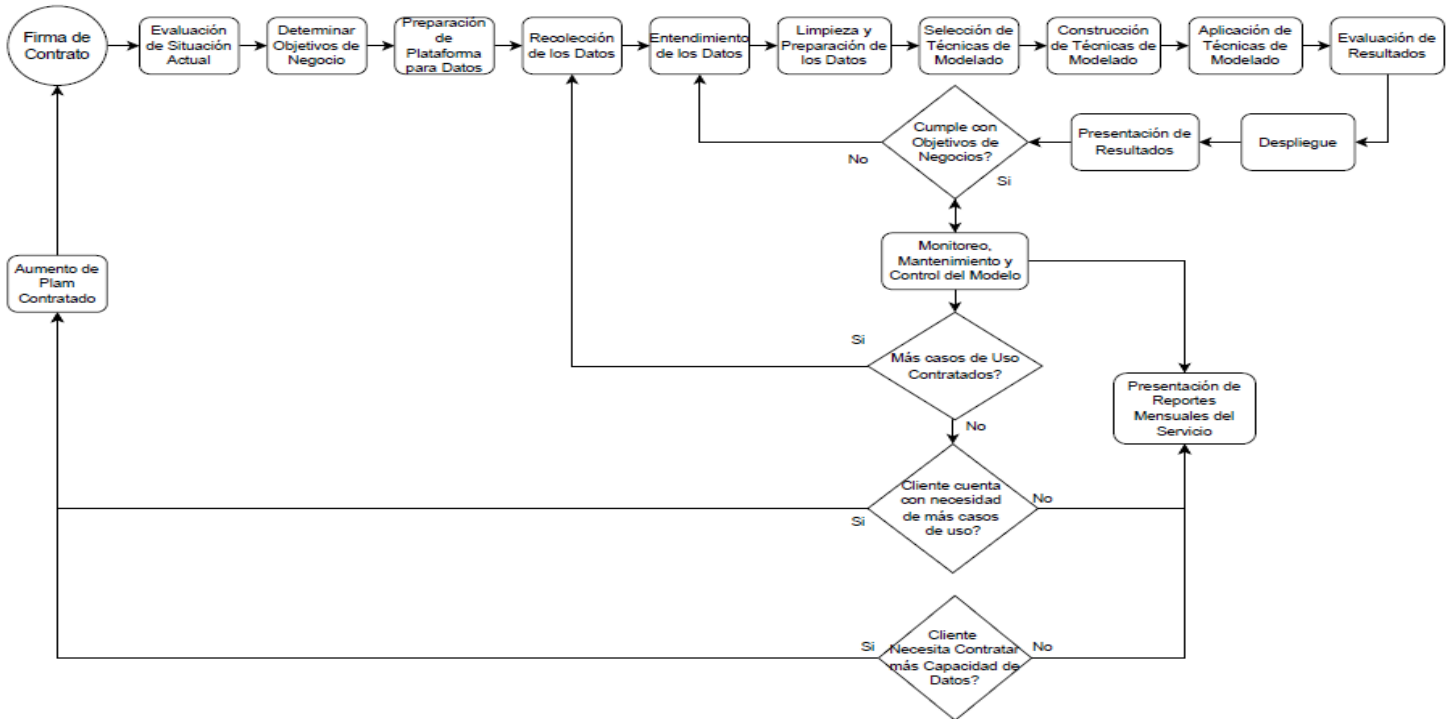 Firma de
Contrato
Evaluación
de Situación
Actual
Determinar
Objetivos de
Negocio
Preparación
de
Plataforma
para Datos
Recolección
de los Datos
Entendimiento
de los Datos
Limpieza y
Preparación de
los Datos
Selección de
Técnicas de
Modelado
Construcción
de Técnicas de
Modelado
Aplicación de
Técnicas de
Modelado
Evaluación de
Resultados
Cumple con
Objetivos de
Negocios?
No
Si
Presentación de
Resultados
Despliegue
Monitoreo,
Mantenimiento y
Control del Modelo
Aumento de
Plam
Contratado
Si
Más casos de Uso
Contratados?
No
Presentación de
Reportes
Mensuales del
Servicio
Cliente cuenta
con necesidad
de más casos
de uso?
Si
No
Si
Cliente
Necesita Contratar
más Capacidad de
Datos?
No